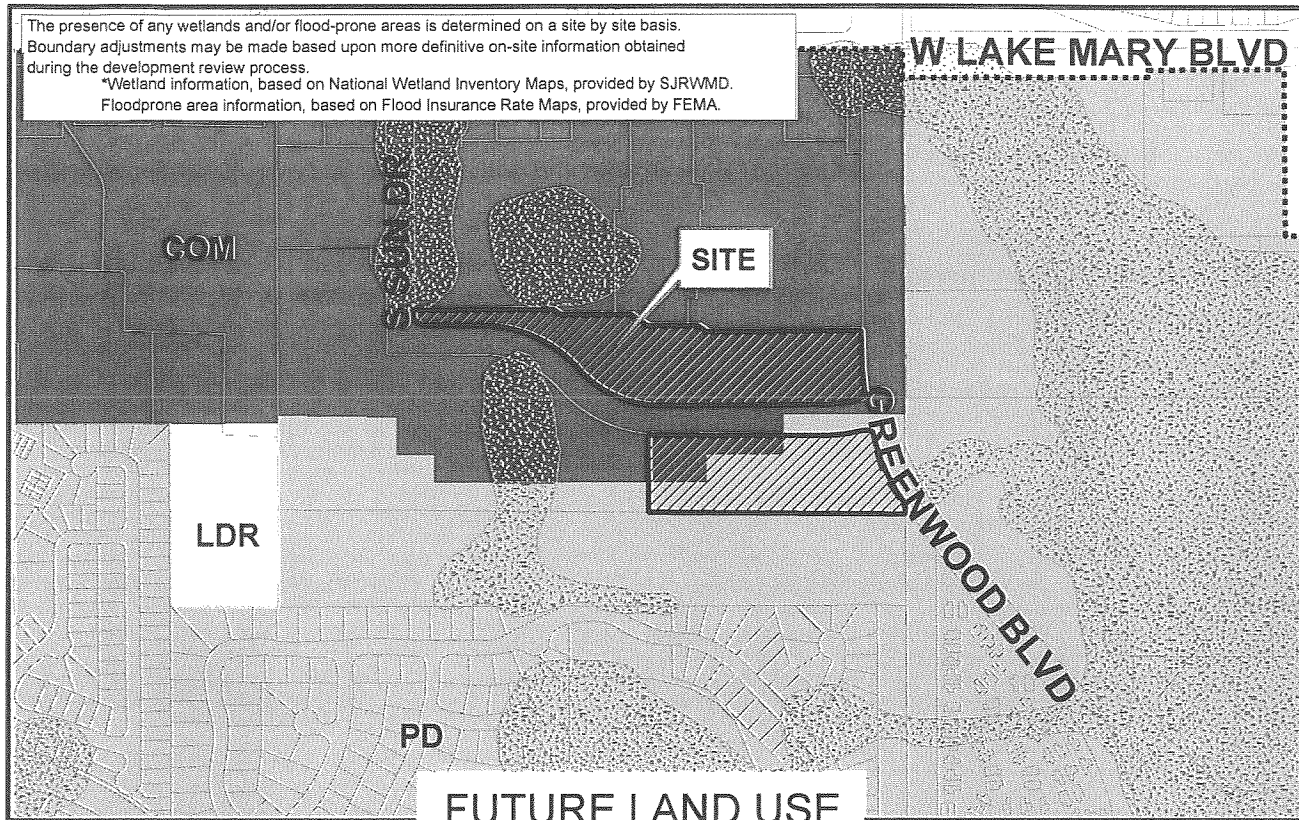 The presence of any wetlands and/or flood-prone areas is determined on a site by site basis.
Boundary adjustments may be made based upon more definitive on-site information obtained
during the development review process.
*Wetland information, based on National Wetland Inventory Maps, provided by SJRWMD.
Floodprone area information, based on Flood Insurance Rate Maps, provided by FEMA.
W LAKE MARY BLVD
S SUN DR
COM
SITE
GREENWOOD BLVD
LDR
PD
FUTURE LAND USE